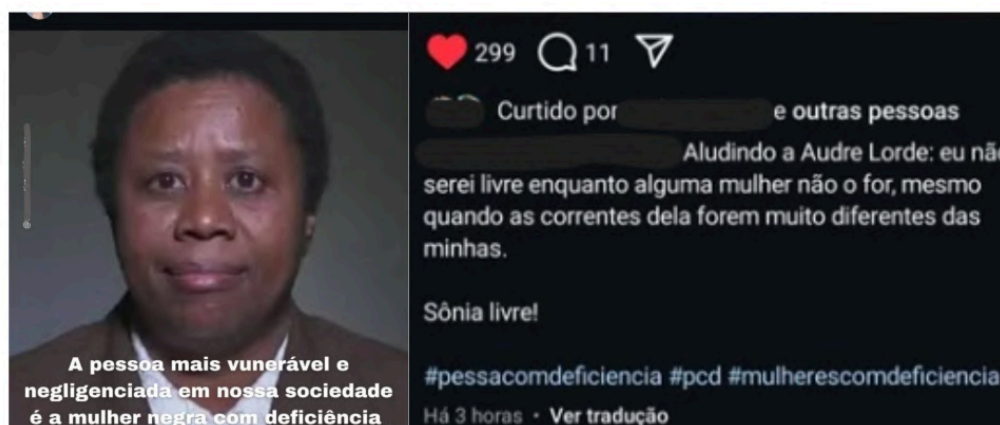 A pessoa mais vunerável e
negligenciada em nossa sociedade
é a mulher negra com deficiência
299 11
Curtido por e outras pessoas
Aludindo a Audre Lorde: eu nã
serei livre enquanto alguma mulher não o for, mesmo
quando as correntes dela forem muito diferentes das
minhas.
Sônia livre!
#pessacomdeficiencia #pcd #mulherescomdeficiencia
Há 3 horas • Ver tradução